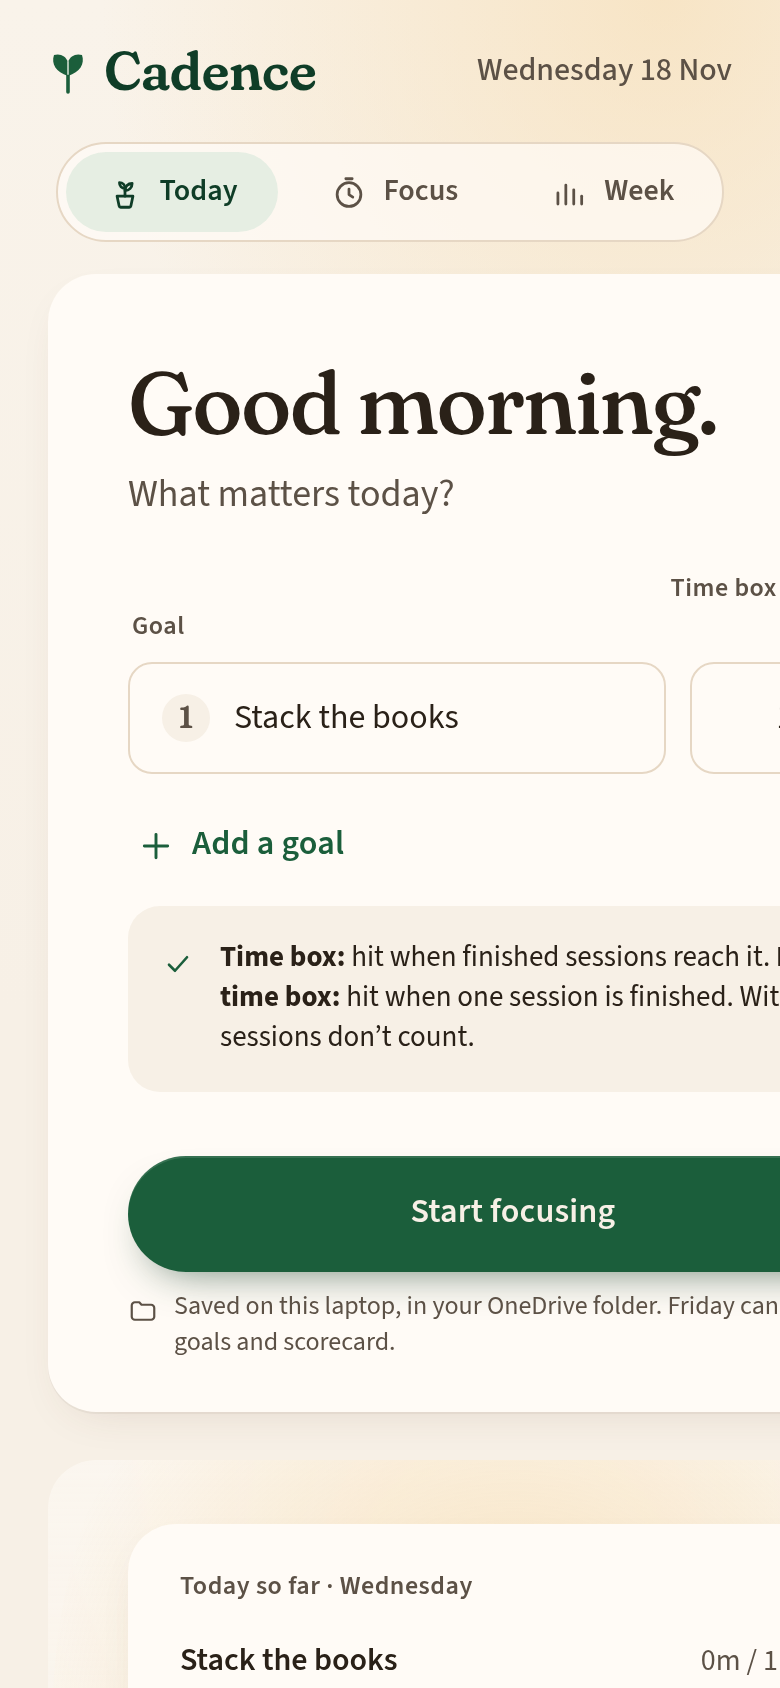 Cadence
Wednesday 18 Nov
Today
Focus
Week
Good morning.
What matters today?
Time box
Goal
1 Stack the books
Add a goal
Time box: hit when finished sessions reach it.
time box: hit when one session is finished.
sessions don’t count.
Start focusing
Saved on this laptop, in your OneDrive folder. Friday can
goals and scorecard.
Today so far · Wednesday
Stack the books
0m / 1